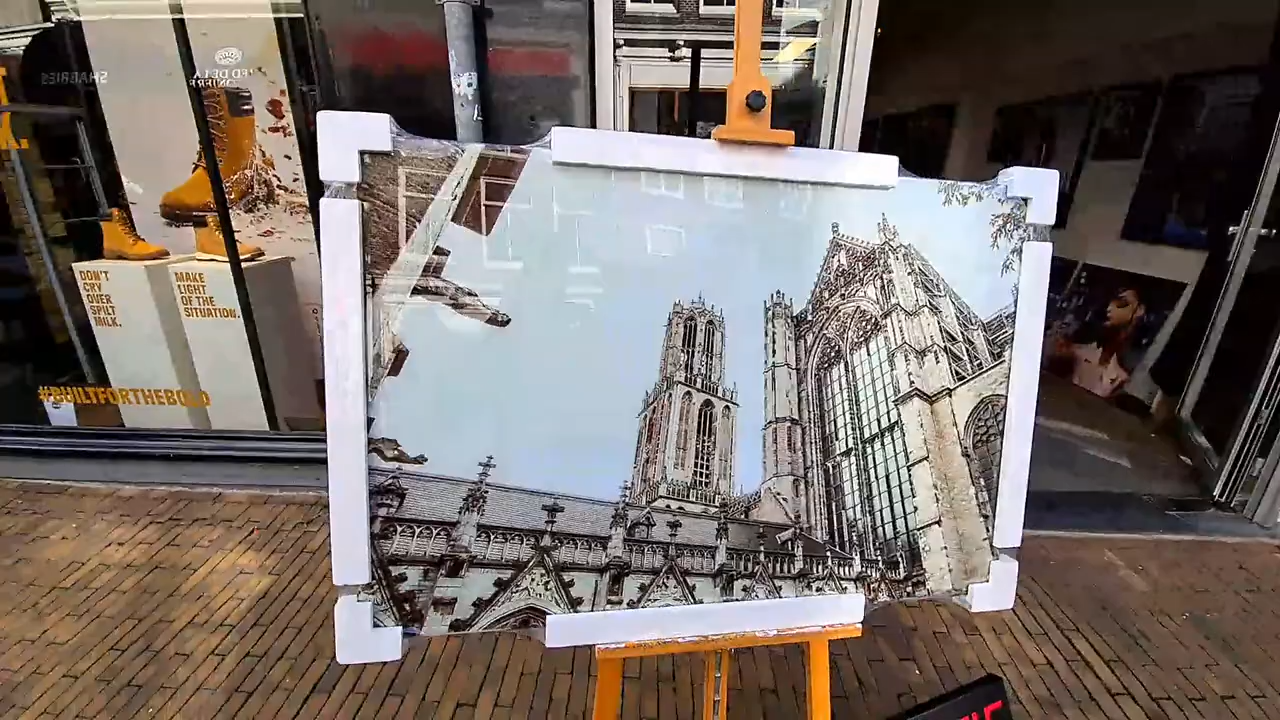 DON'T
CRY
OVER
SPILT
MILK.
MAKE
LIGHT
OF THE
SITUATION.
#BUILTFORTHEBOLD